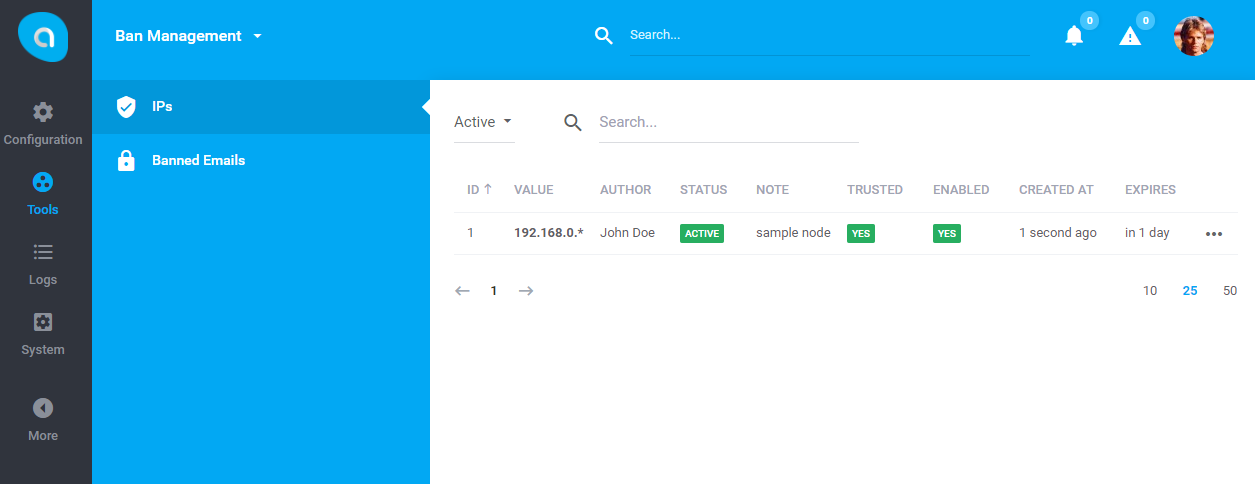 Ban Management
Search...
0
0
Configuration
Tools
Logs
System
More
IPs
Banned Emails
Active
Search...
ID ↑ VALUE AUTHOR STATUS NOTE TRUSTED ENABLED CREATED AT EXPIRES
1 192.168.0.* John Doe ACTIVE sample node YES YES 1 second ago in 1 day •••
← 1 →
10 25 50